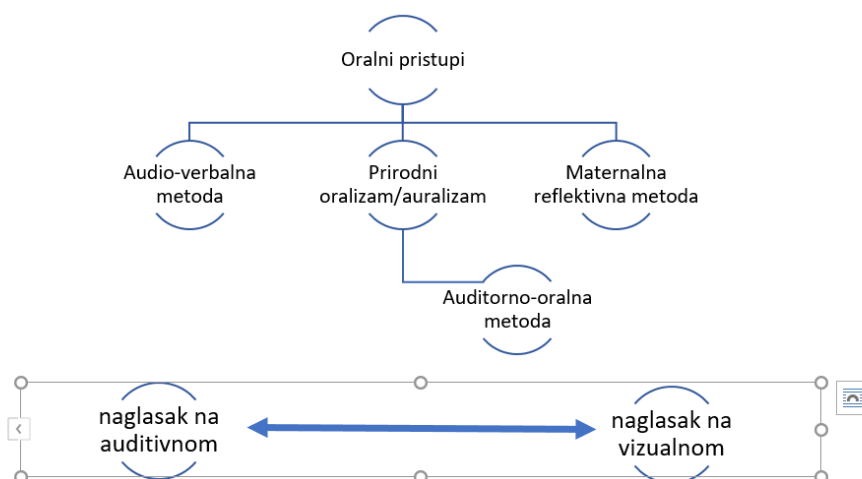 Oralni pristupi
Audio-verbalna
metoda
Prirodni
oralizam/auralizam
Maternalna
reflektivna metoda
Auditorno-oralna
metoda
naglasak na
auditivnom
naglasak na
vizualnom